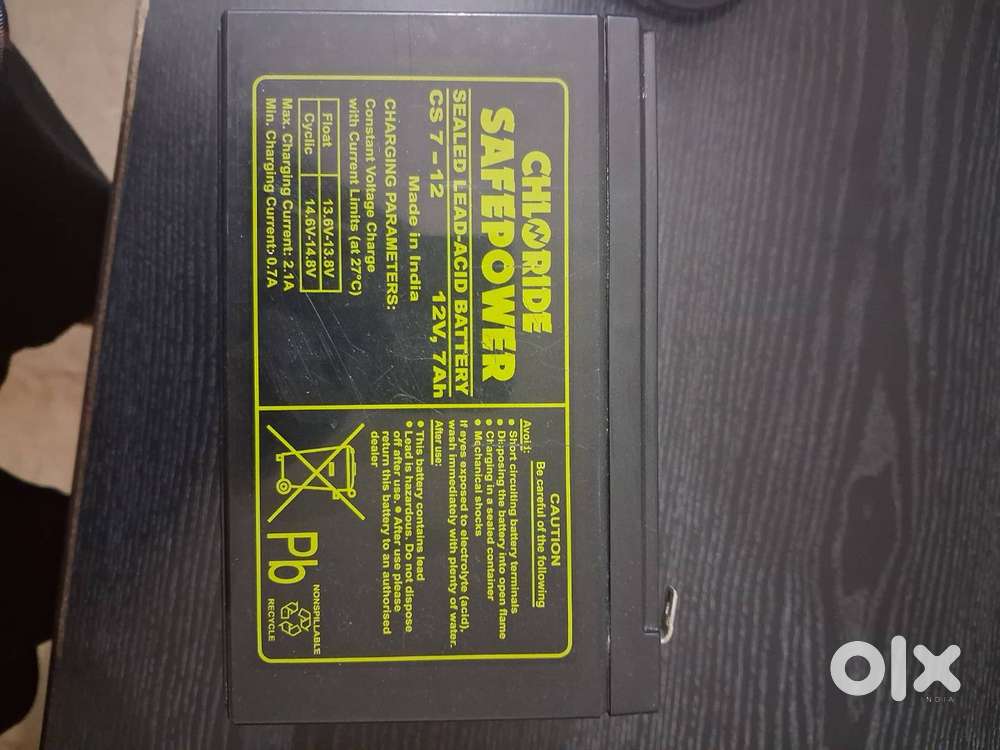 CHLORIDE
SAFEPOWER
SEALED LEAD-ACID BATTERY
CS 7-12 12V, 7Ah
Made in India
CHARGING PARAMETERS:
Constant Voltage Charge
with Current Limits (at 27°C)
Float 13.6V-13.8V
Cyclic 14.6V-14.8V
Max. Charging Current: 2.1A
Min. Charging Current: 0.7A
CAUTION
Be careful of the following
Avoid:
• Short circuiting battery terminals
• Disposing the battery into open flame
• Charging in a sealed container
• Mechanical shocks
If eyes exposed to electrolyte (acid),
wash immediately with plenty of water.
After use:
• This battery contains lead
• Lead is hazardous. Do not dispose
off after use. • After use please
return this battery to an authorised
dealer
Pb
NONSPILLABLE
RECYCLE
olx
INDIA